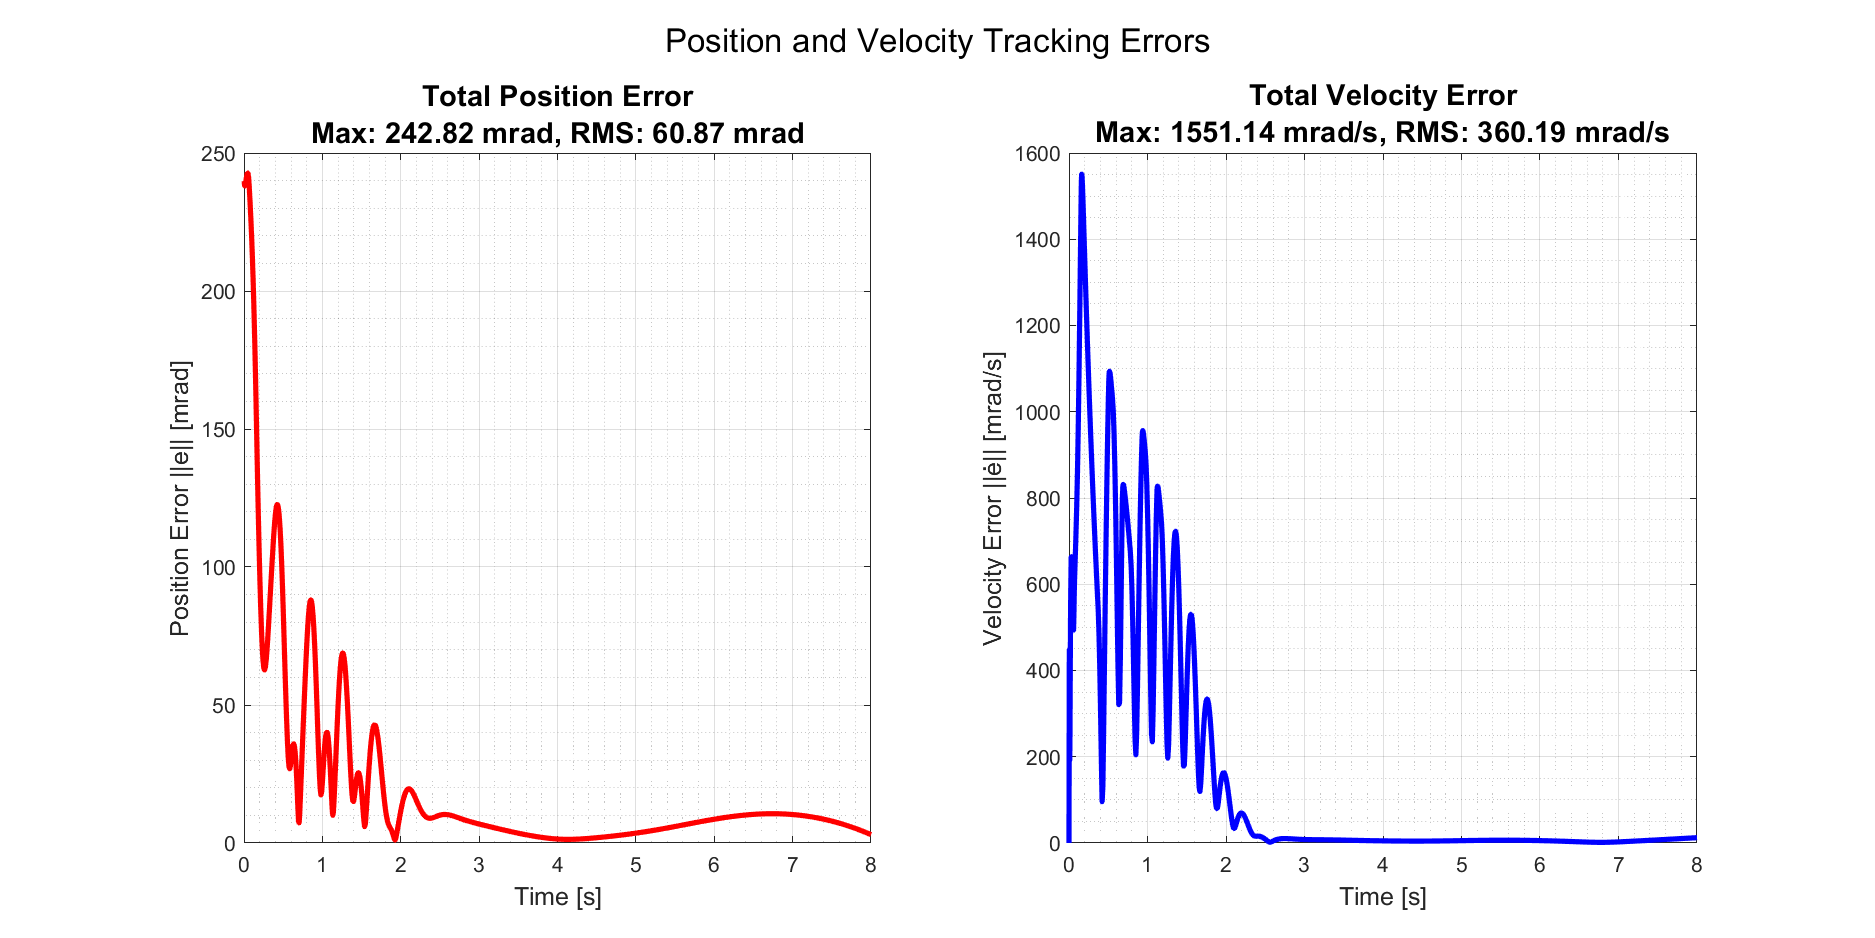 Position and Velocity Tracking Errors
Total Position Error
Max: 242.82 mrad, RMS: 60.87 mrad
250
200
150
100
50
0
Position Error ||e|| [mrad]
0 1 2 3 4 5 6 7 8
Time [s]
Total Velocity Error
Max: 1551.14 mrad/s, RMS: 360.19 mrad/s
1600
1400
1200
1000
800
600
400
200
0
Velocity Error ||ė|| [mrad/s]
0 1 2 3 4 5 6 7 8
Time [s]